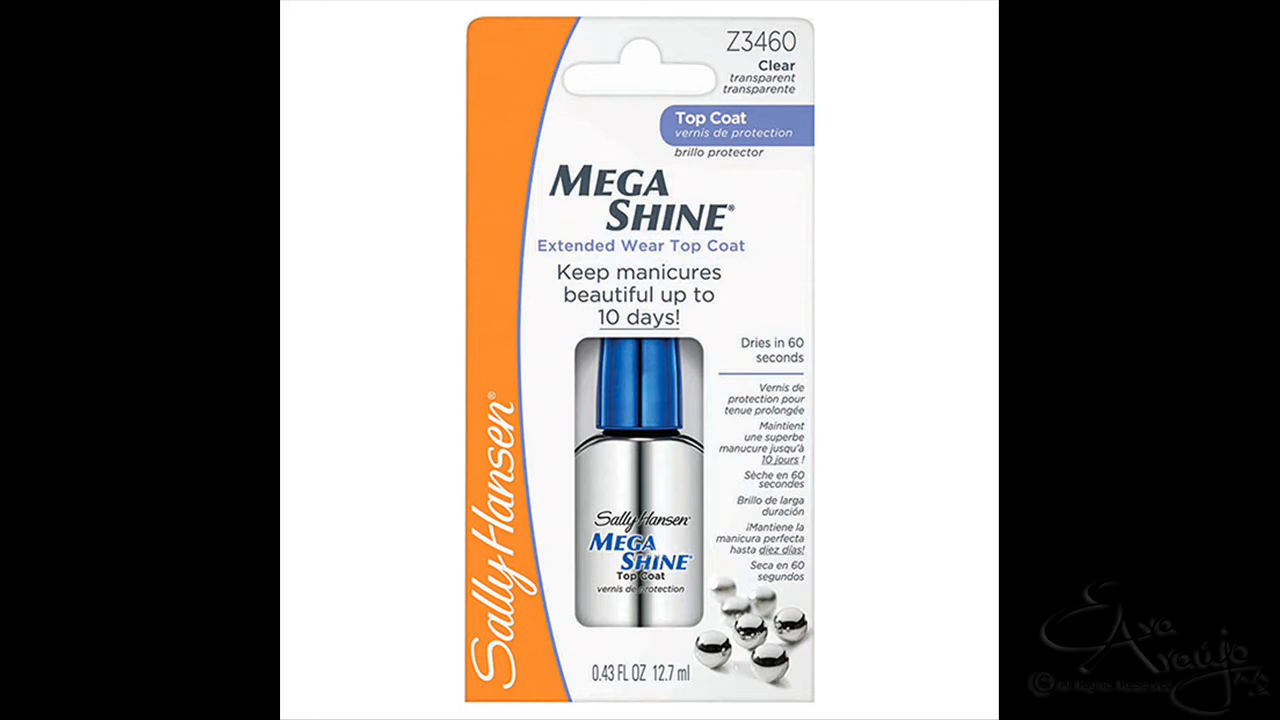 Z3460
Clear
transparent
transparente
Top Coat
vernis de protection
brillo protector
MEGA
SHINE®
Extended Wear Top Coat
Keep manicures
beautiful up to
10 days!
Dries in 60
seconds
Vernis de
protection pour
tenue prolongée
Maintient
une superbe
manucure jusqu'à
10 jours !
Sèche en 60
secondes
Brillo de larga
duración
¡Mantiene la
manicura perfecta
hasta diez días!
Seca en 60
segundos
Sally Hansen®
Sally Hansen®
MEGA
SHINE®
Top Coat
vernis de protection
0.43 FL OZ 12.7 ml
Eva
Araújo
© All Rights Reserved